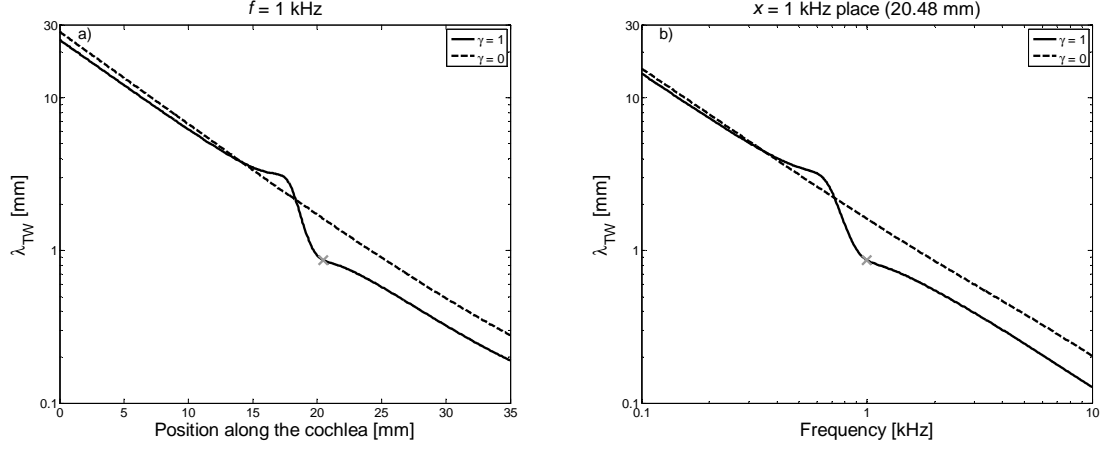 f = 1 kHz
a)
γ = 1
γ = 0
30
10
1
0.1
λTW [mm]
0 5 10 15 20 25 30 35
Position along the cochlea [mm]
x = 1 kHz place (20.48 mm)
b)
γ = 1
γ = 0
30
10
1
0.1
λTW [mm]
0.1 1 10
Frequency [kHz]